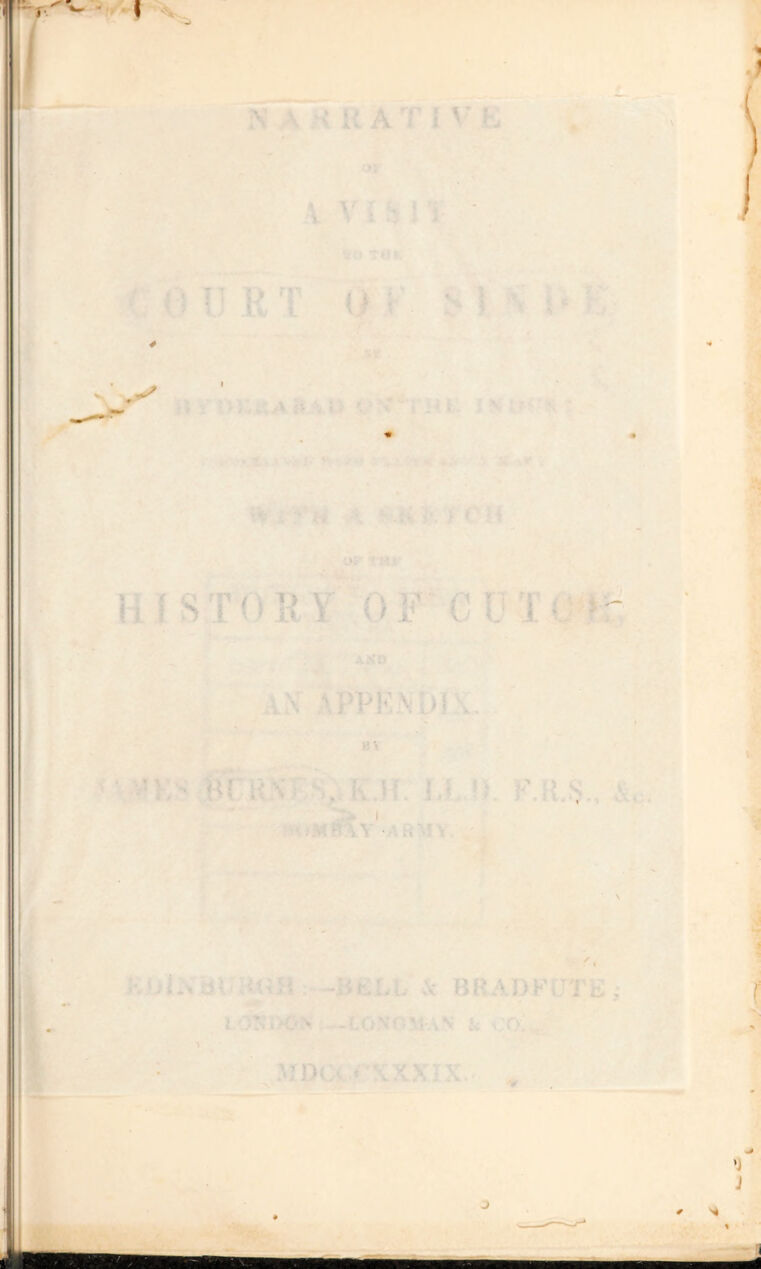 NARRATIVE
OF
A VISIT
TO THE
COURT OF SINDE
HYDERABAD ON THE INDUS;
WITH A SKETCH
OF THE
HISTORY OF CUTCH,
AND
AN APPENDIX.
BY
JAMES BURNES, K.H. LL.D. F.R.S., &c.
BOMBAY ARMY.
EDINBURGH:—BELL & BRADFUTE;
LONDON:—LONGMAN & CO.
MDCCCXXXIX.